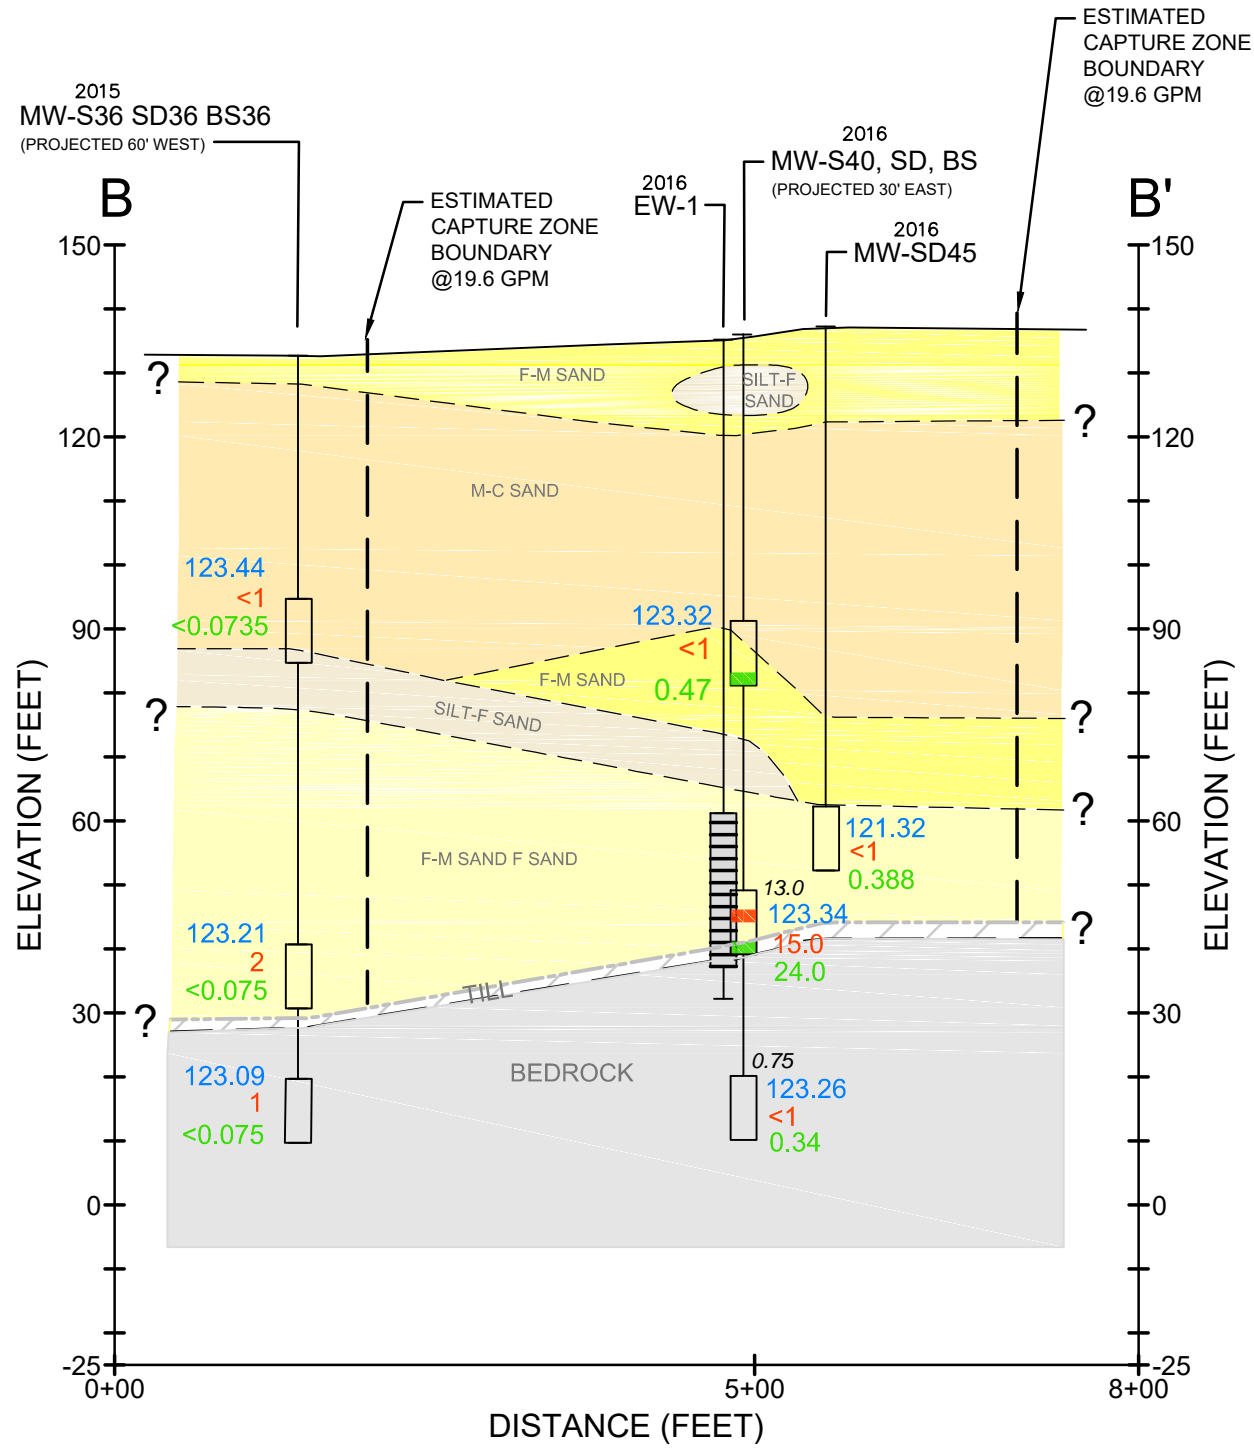 ESTIMATED
CAPTURE ZONE
BOUNDARY
@19.6 GPM
2015
MW-S36 SD36 BS36
(PROJECTED 60' WEST)
2016
MW-S40, SD, BS
(PROJECTED 30' EAST)
B
ESTIMATED
CAPTURE ZONE
BOUNDARY
@19.6 GPM
2016
EW-1
B'
2016
MW-SD45
150
150
?
F-M SAND
SILT-F
SAND
?
120
120
M-C SAND
123.44
<1
<0.0735
123.32
<1
0.47
90
90
F-M SAND
SILT-F SAND
?
?
?
60
60
121.32
<1
0.388
F-M SAND F SAND
13.0
123.34
15.0
24.0
?
123.21
2
<0.075
TILL
30
30
?
0.75
123.26
<1
0.34
BEDROCK
123.09
1
<0.075
0
0
-25
-25
0+00
5+00
8+00
ELEVATION (FEET)
ELEVATION (FEET)
DISTANCE (FEET)